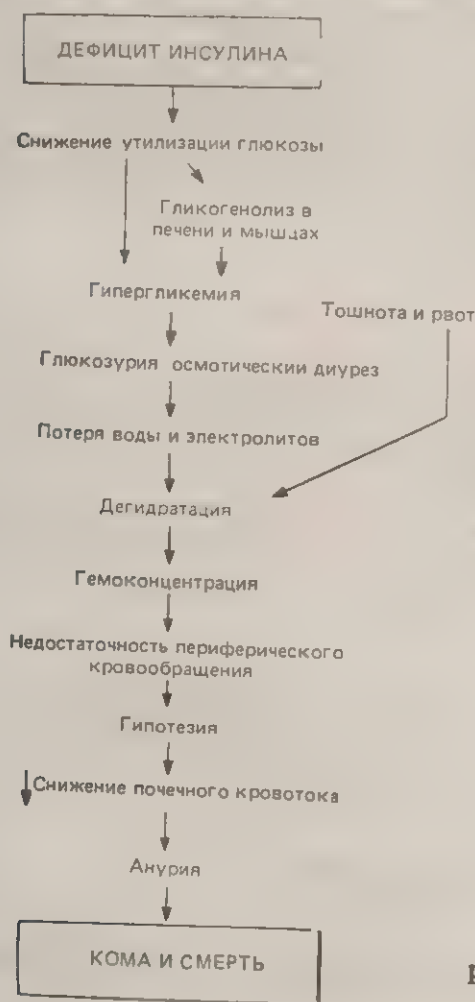 ДЕФИЦИТ ИНСУЛИНА
Снижение утилизации глюкозы
Гликогенолиз в
печени и мышцах
Гипергликемия
Тошнота и рвот
Глюкозурия осмотический диурез
Потеря воды и электролитов
Дегидратация
Гемоконцентрация
Недостаточность периферического
кровообращения
Гипотезия
Снижение почечного кровотока
Анурия
КОМА И СМЕРТЬ